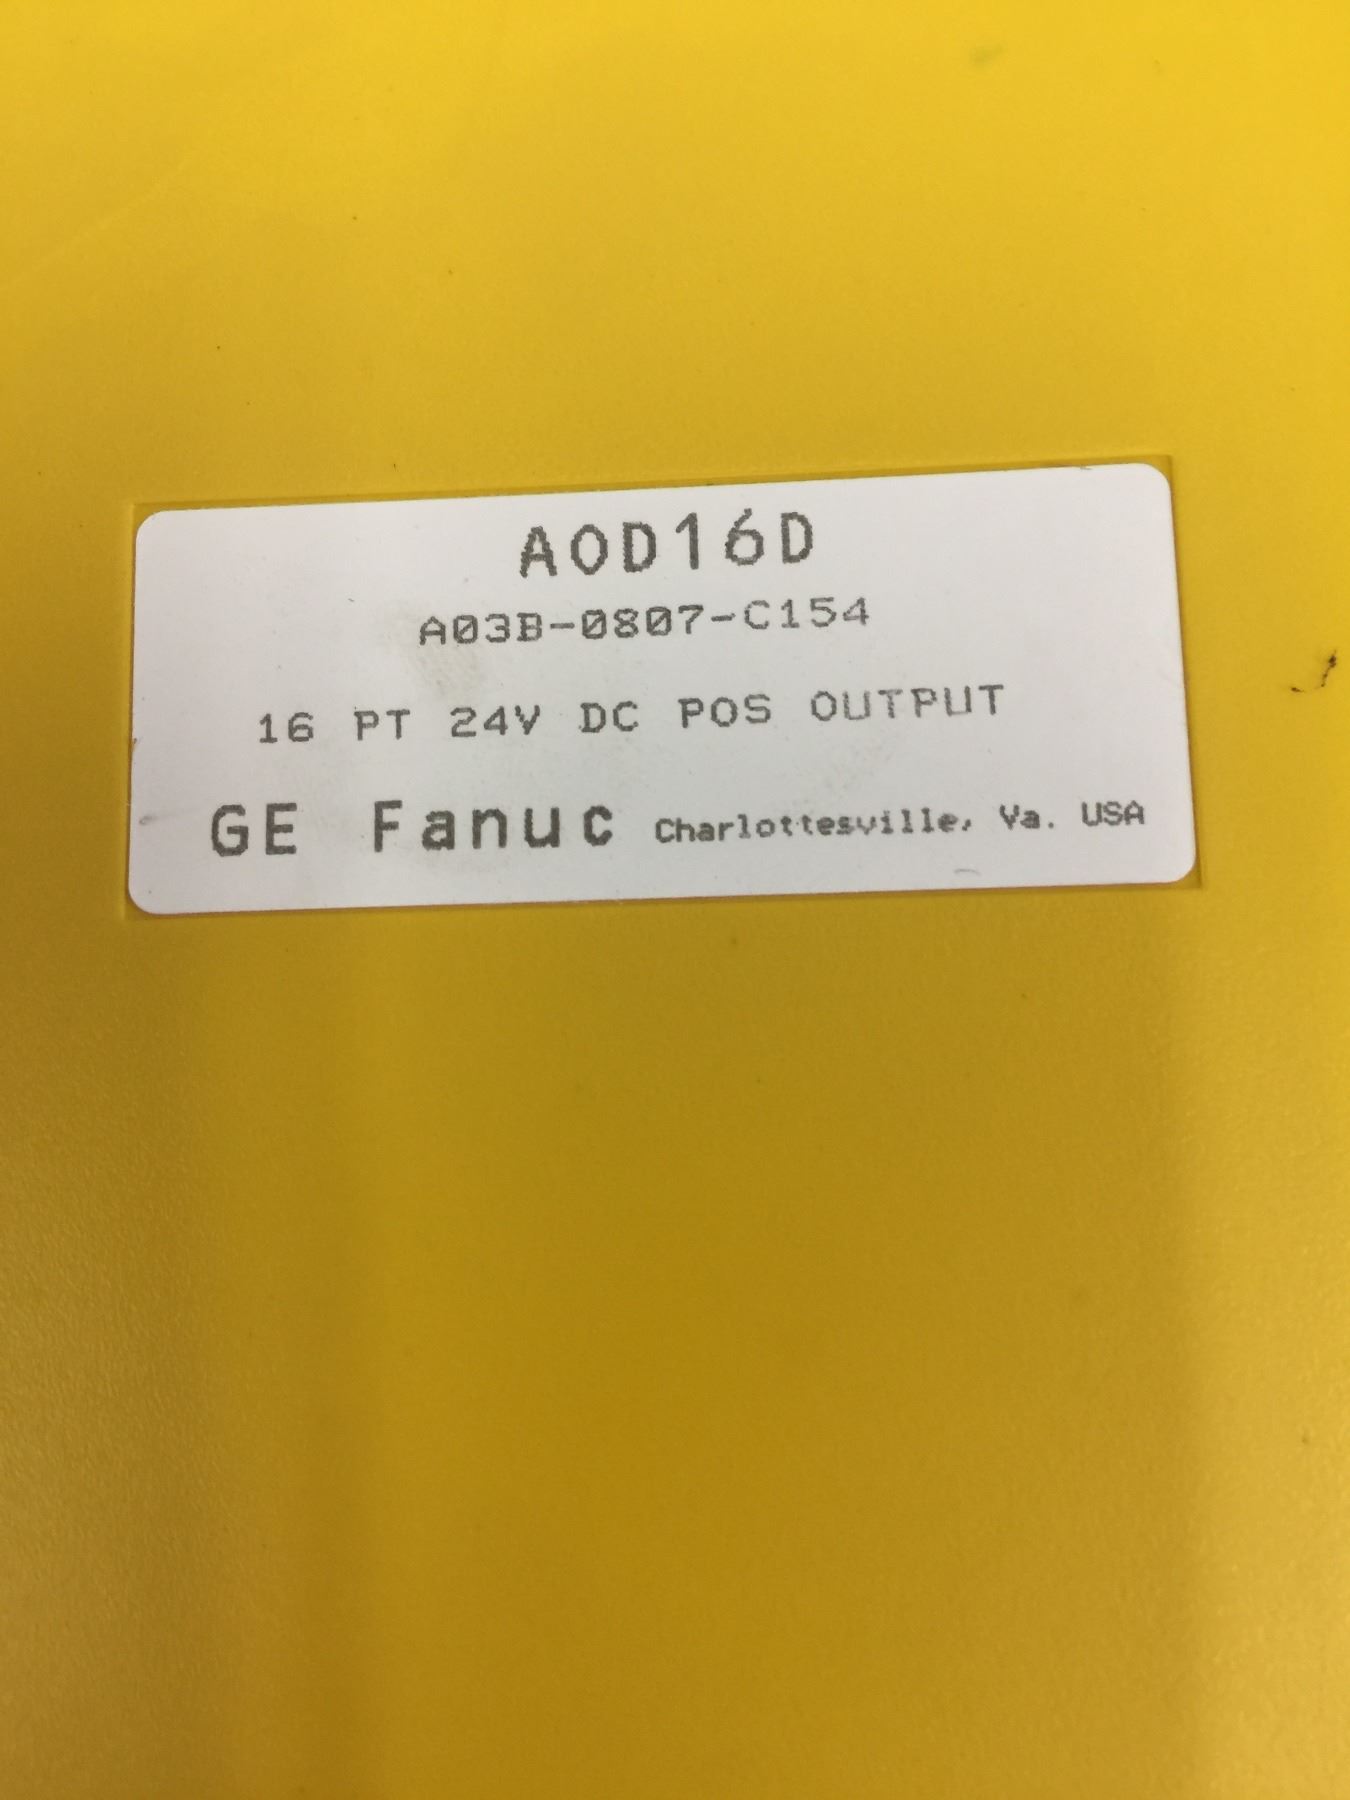 AOD16D
A03B-0807-C154
16 PT 24V DC POS OUTPUT
GE Fanuc Charlottesville, Va. USA